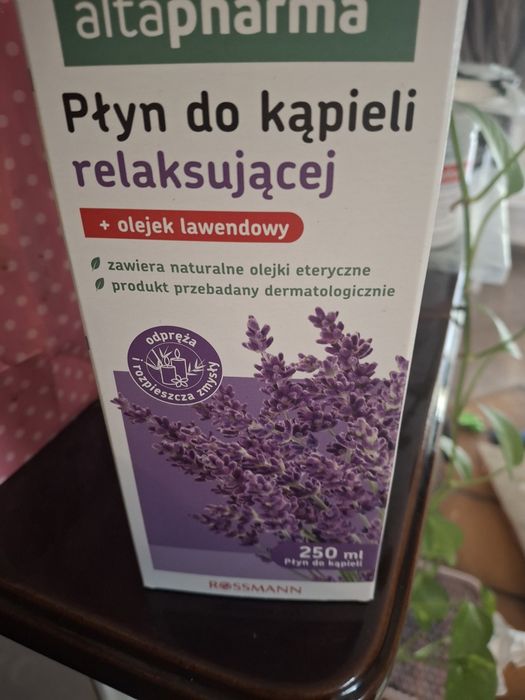 altapharma
Płyn do kąpieli
relaksującej
+ olejek lawendowy
zawiera naturalne olejki eteryczne
produkt przebadany dermatologicznie
odpręża
i rozpieszcza zmysły
250 ml
Płyn do kąpieli
ROSSMANN